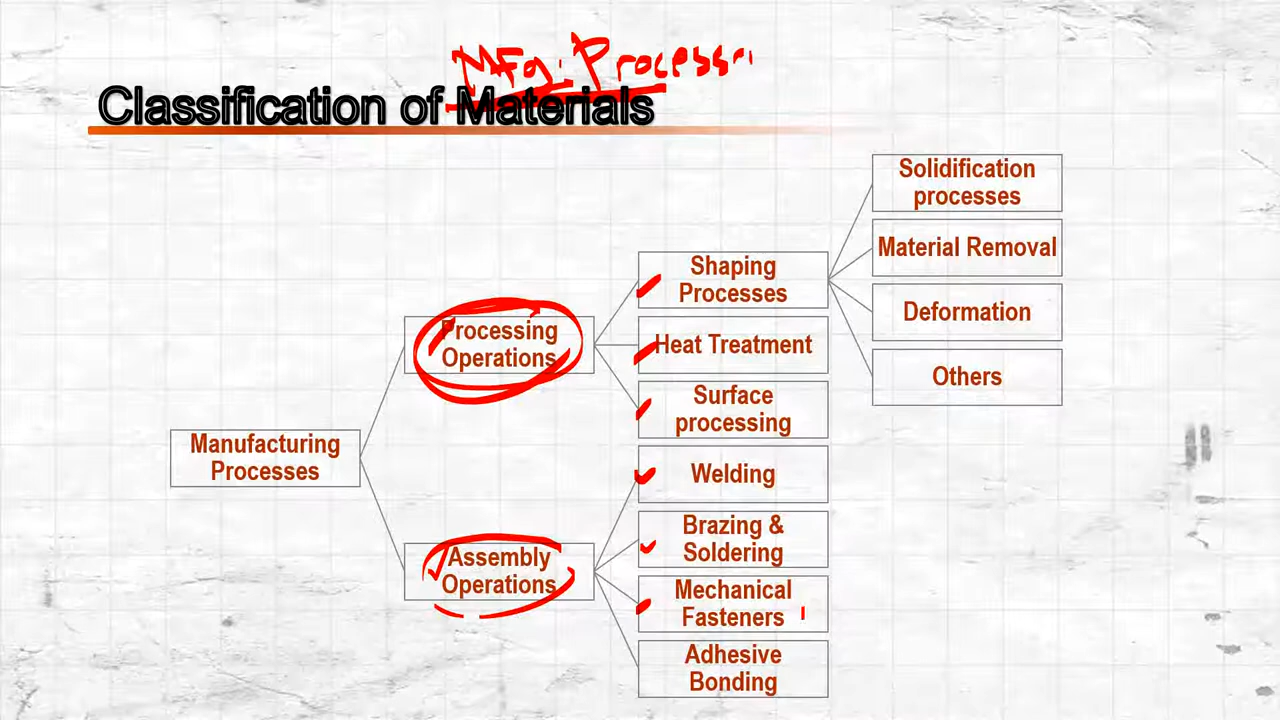 Mfg. Process
Classification of Materials
Solidification
processes
Material Removal
Shaping
Processes
Deformation
Processing
Operations
Heat Treatment
Others
Surface
processing
Manufacturing
Processes
Welding
Brazing &
Soldering
Assembly
Operations
Mechanical
Fasteners
Adhesive
Bonding